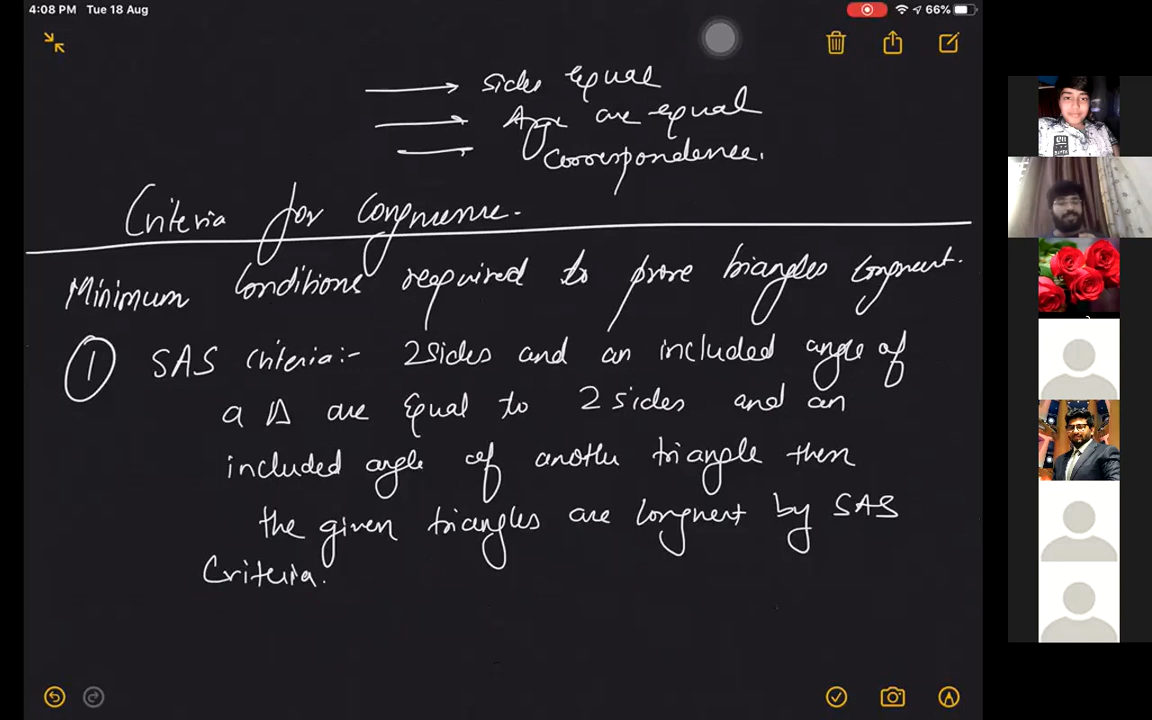 4:08 PM Tue 18 Aug
66%
sides equal
are equal
Correspondence.
Criteria for Congruence.
Minimum Conditions required to prove triangles Congruent.
① SAS Criteria:- 2 Sides and an included angle of
a Δ are Equal to 2 Sides and an
included angle of another triangle then
the given triangles are Congruent by SAS
Criteria.